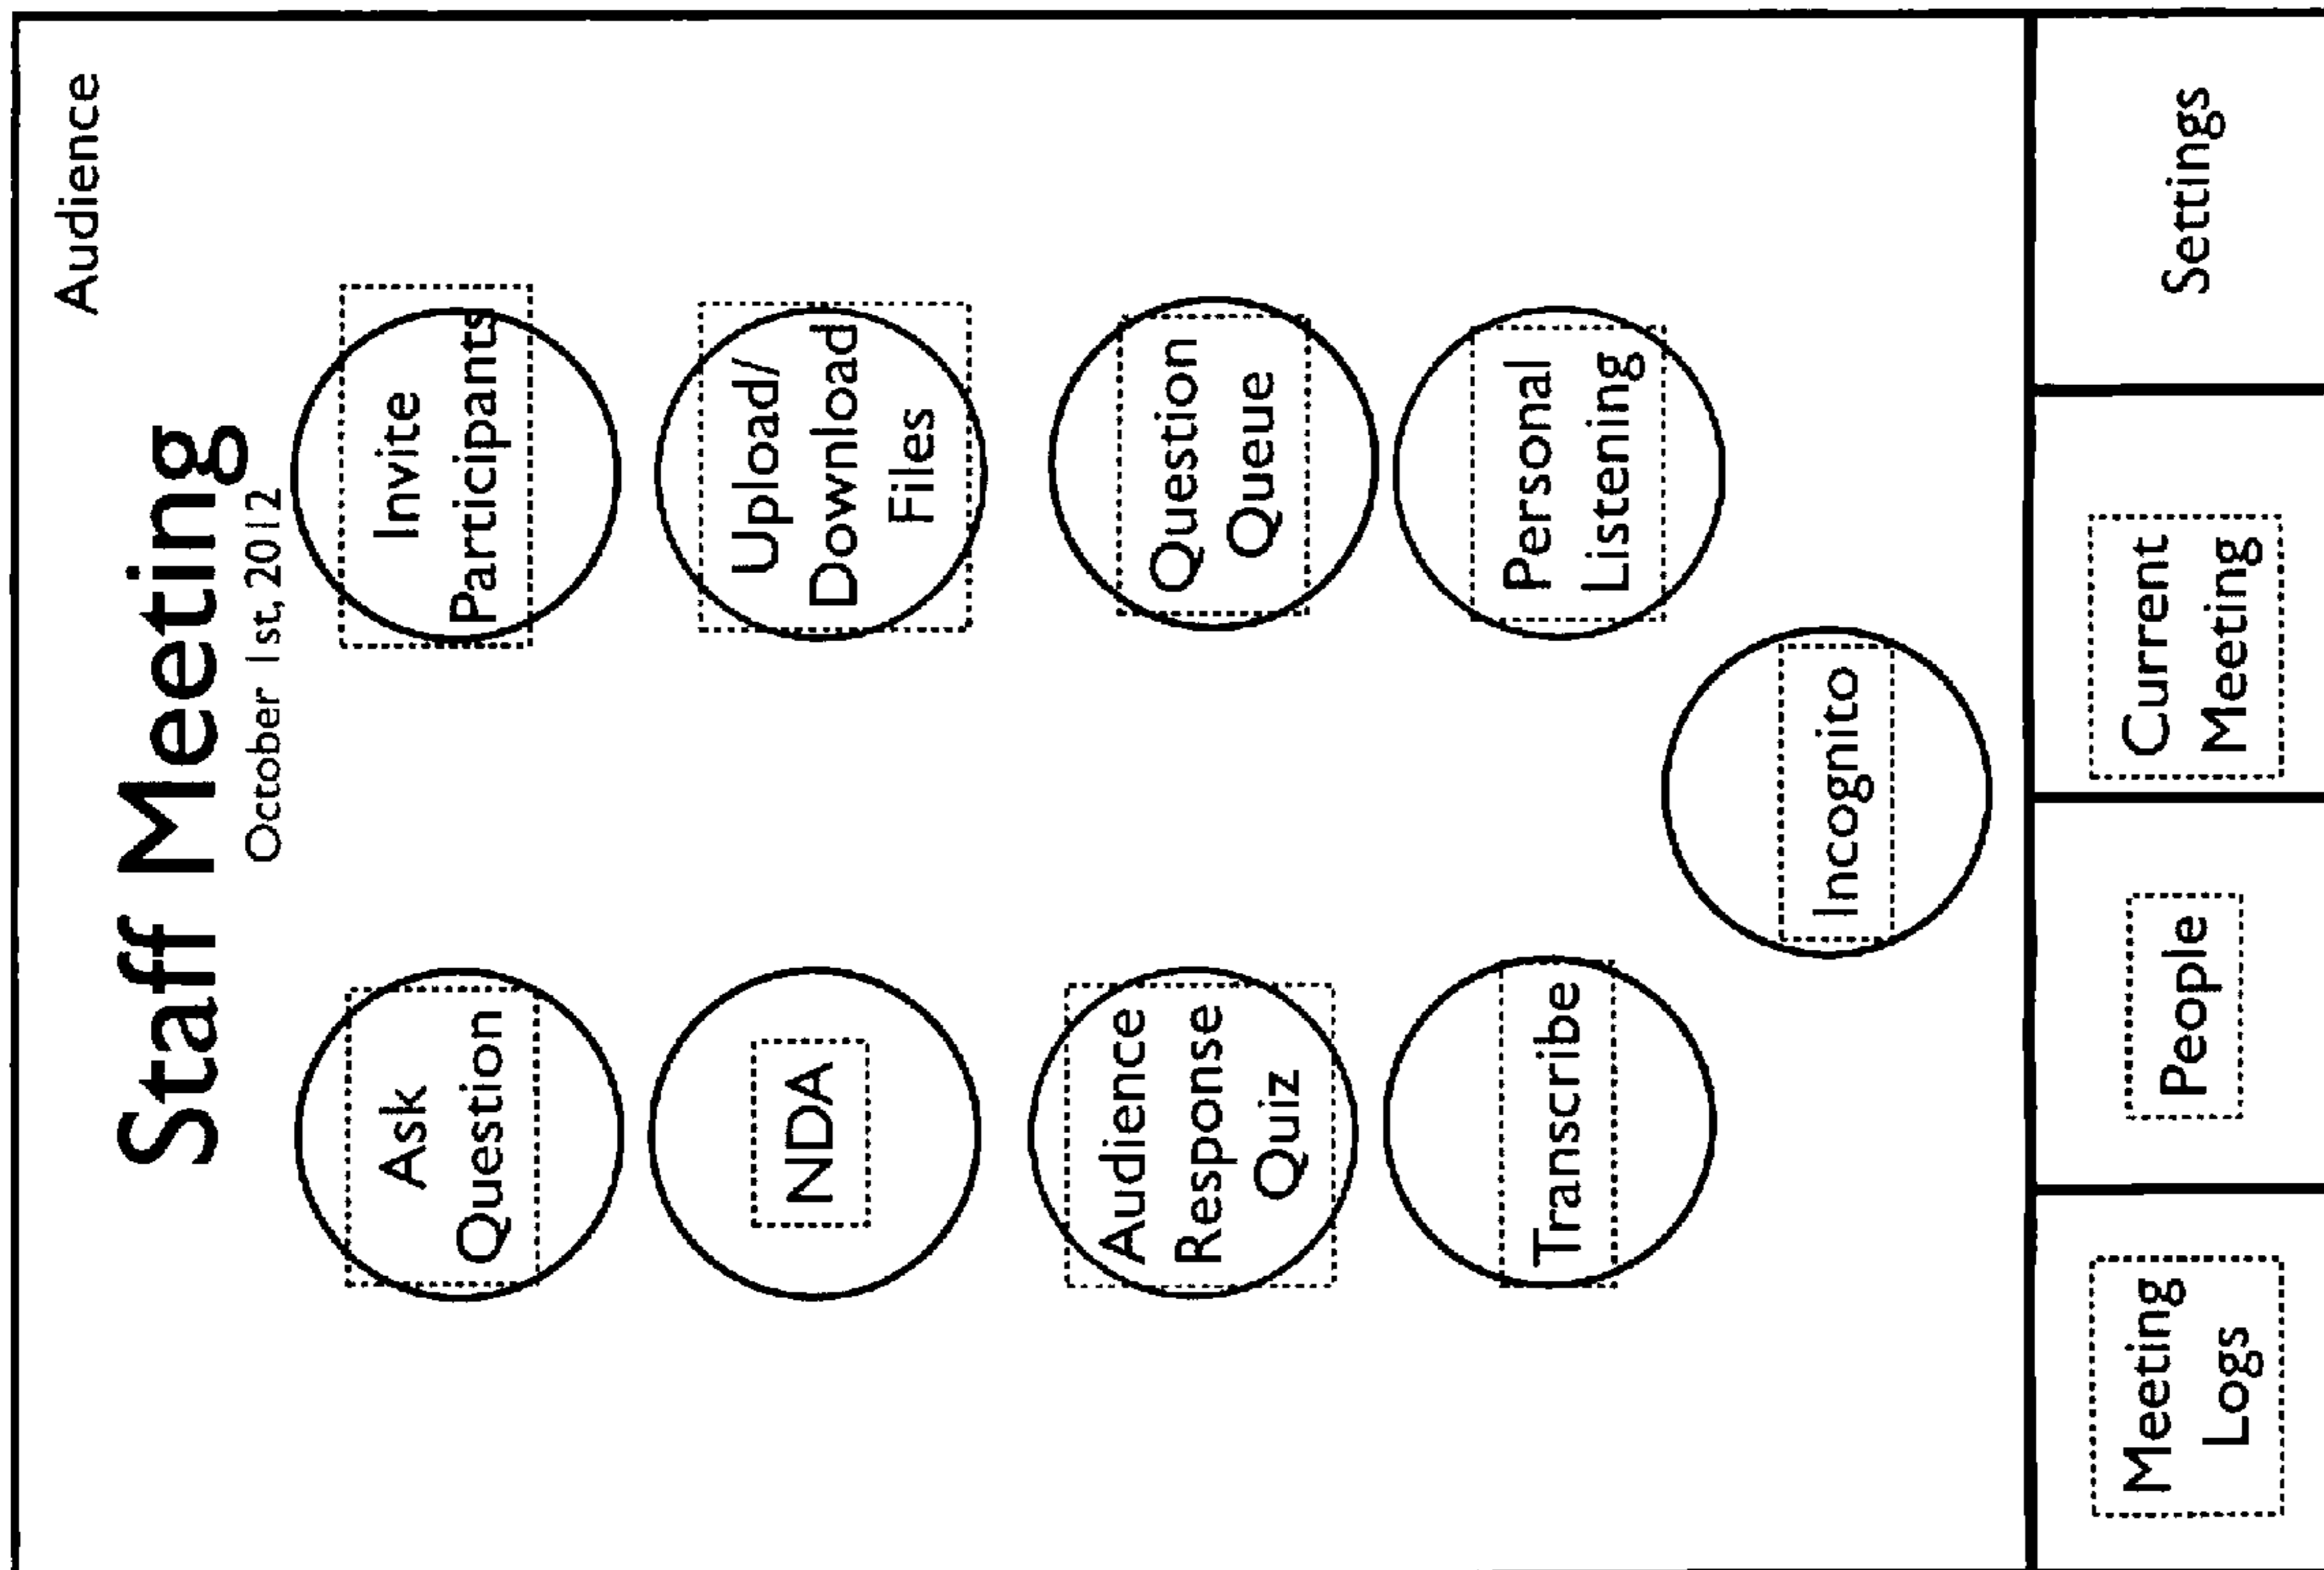 Audience
Staff Meeting
October 1st, 2012
Ask
Question
Invite
Participants
NDA
Upload/
Download
Files
Audience
Response
Quiz
Question
Queue
Transcribe
Personal
Listening
Incognito
Meeting
Logs
People
Current
Meeting
Settings